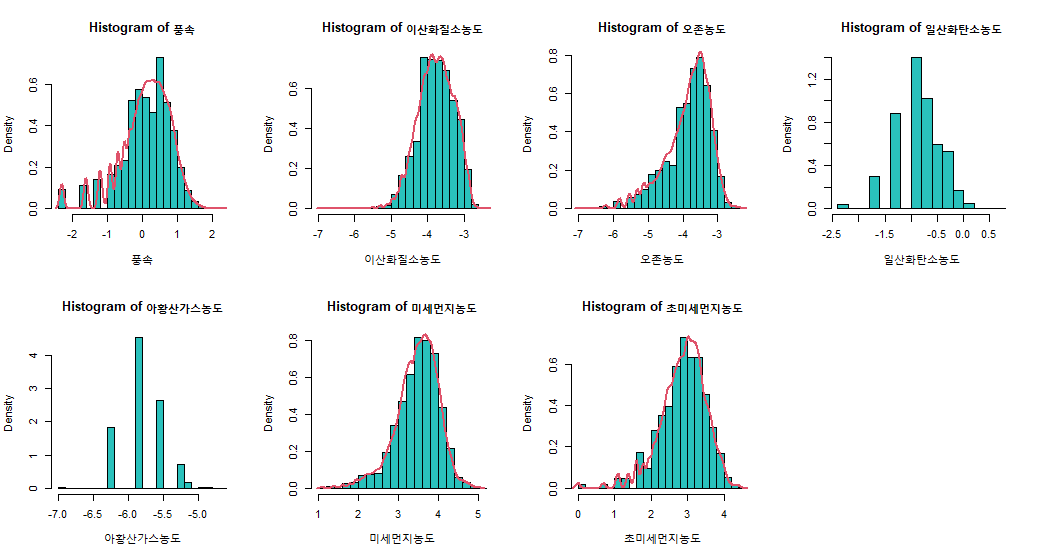 Histogram of 풍속
Density
0.0 0.2 0.4 0.6
-2 -1 0 1 2
풍속
Histogram of 이산화질소농도
Density
0.0 0.2 0.4 0.6
-7 -6 -5 -4 -3
이산화질소농도
Histogram of 오존농도
Density
0.0 0.2 0.4 0.6 0.8
-7 -6 -5 -4 -3
오존농도
Histogram of 일산화탄소농도
Density
0.0 0.4 0.8 1.2
-2.5 -1.5 -0.5 0.0 0.5
일산화탄소농도
Histogram of 아황산가스농도
Density
0 1 2 3 4
-7.0 -6.5 -6.0 -5.5 -5.0
아황산가스농도
Histogram of 미세먼지농도
Density
0.0 0.2 0.4 0.6 0.8
1 2 3 4 5
미세먼지농도
Histogram of 초미세먼지농도
Density
0.0 0.2 0.4 0.6
0 1 2 3 4
초미세먼지농도